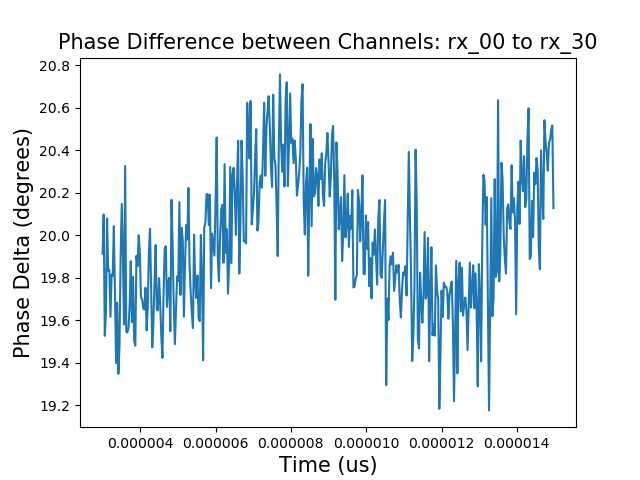 Phase Difference between Channels: rx_00 to rx_30
20.8
20.6
20.4
20.2
20.0
19.8
19.6
19.4
19.2
Phase Delta (degrees)
0.000004 0.000006 0.000008 0.000010 0.000012 0.000014
Time (us)